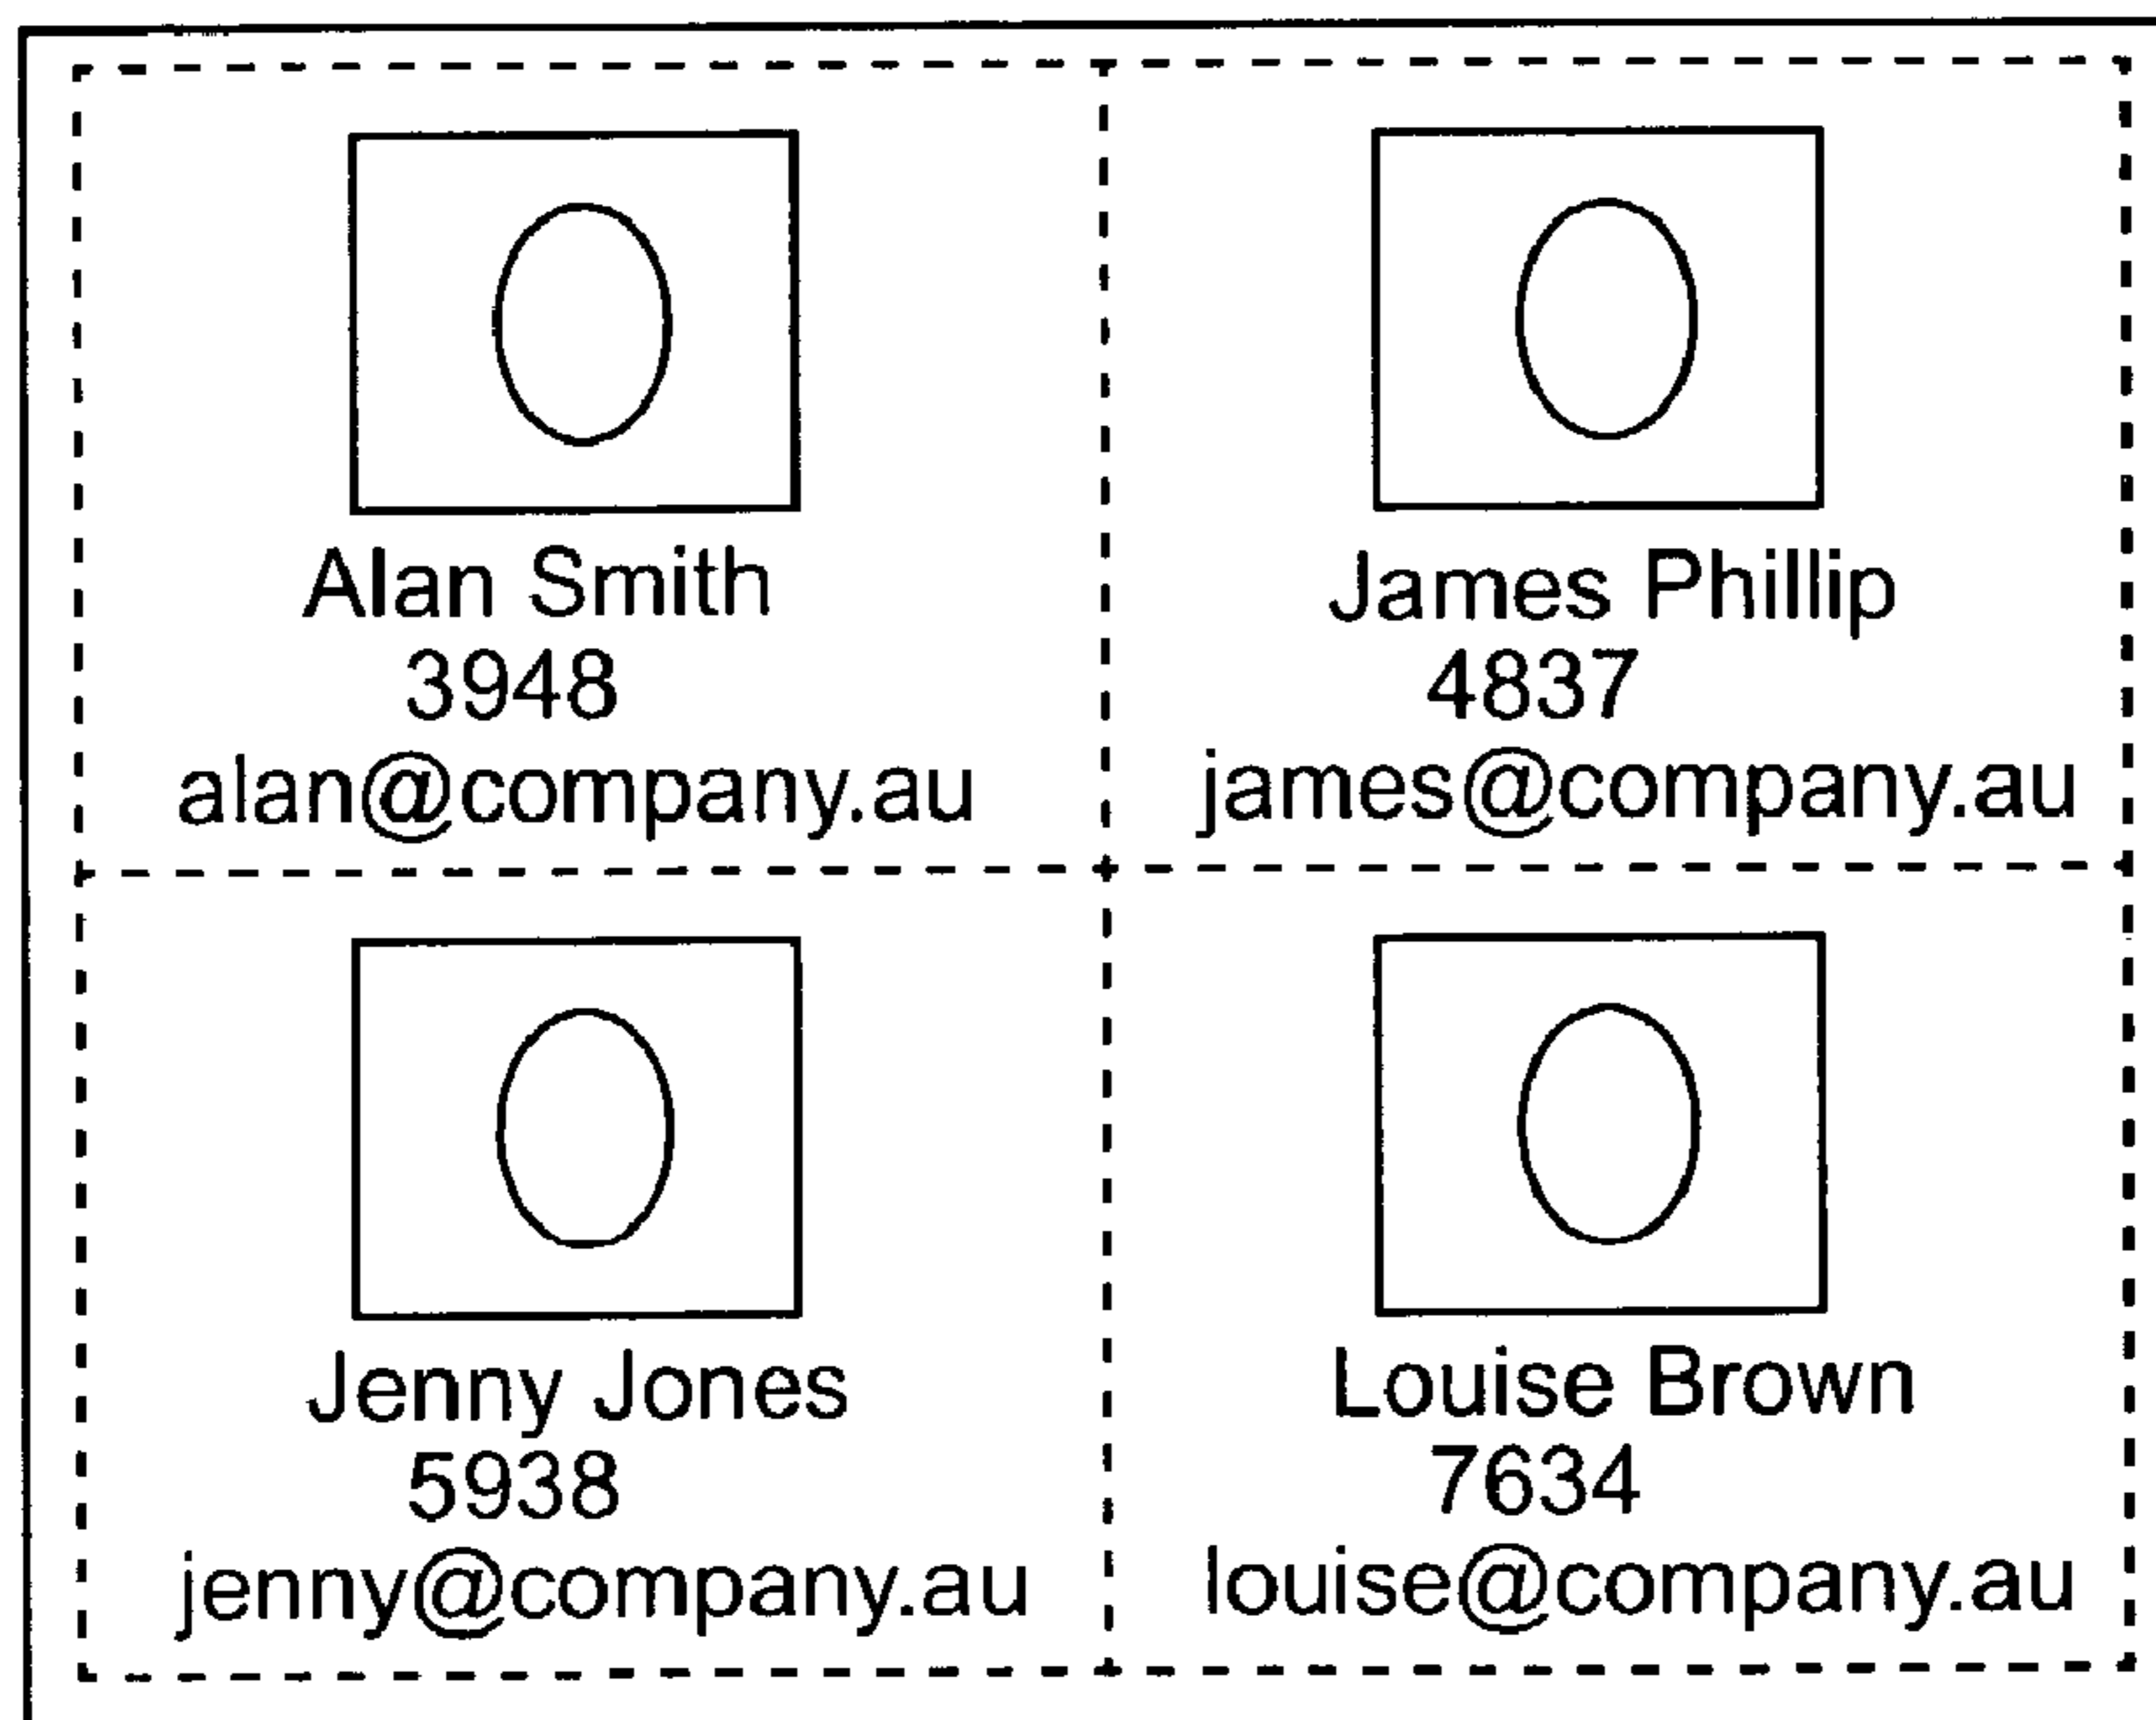 Alan Smith
3948
alan@company.au
James Phillip
4837
james@company.au
Jenny Jones
5938
jenny@company.au
Louise Brown
7634
louise@company.au